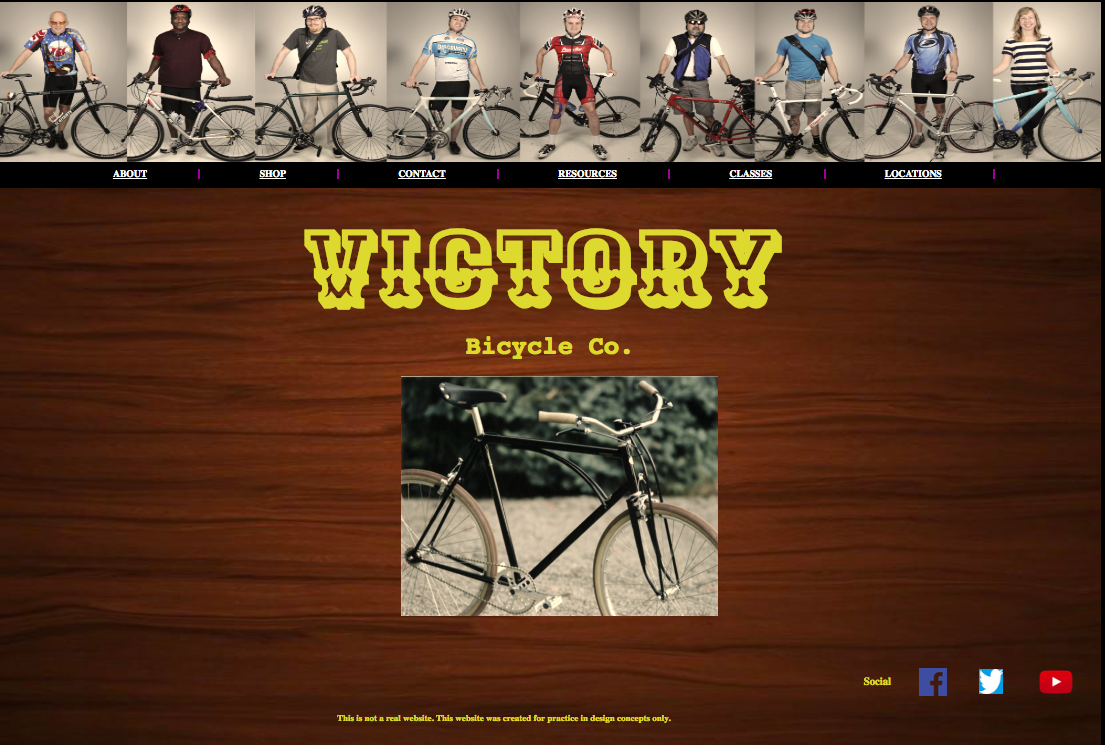 ABOUT | SHOP | CONTACT | RESOURCES | CLASSES | LOCATIONS |
WICTORY
Bicycle Co.
Social
This is not a real website. This website was created for practice in design concepts only.